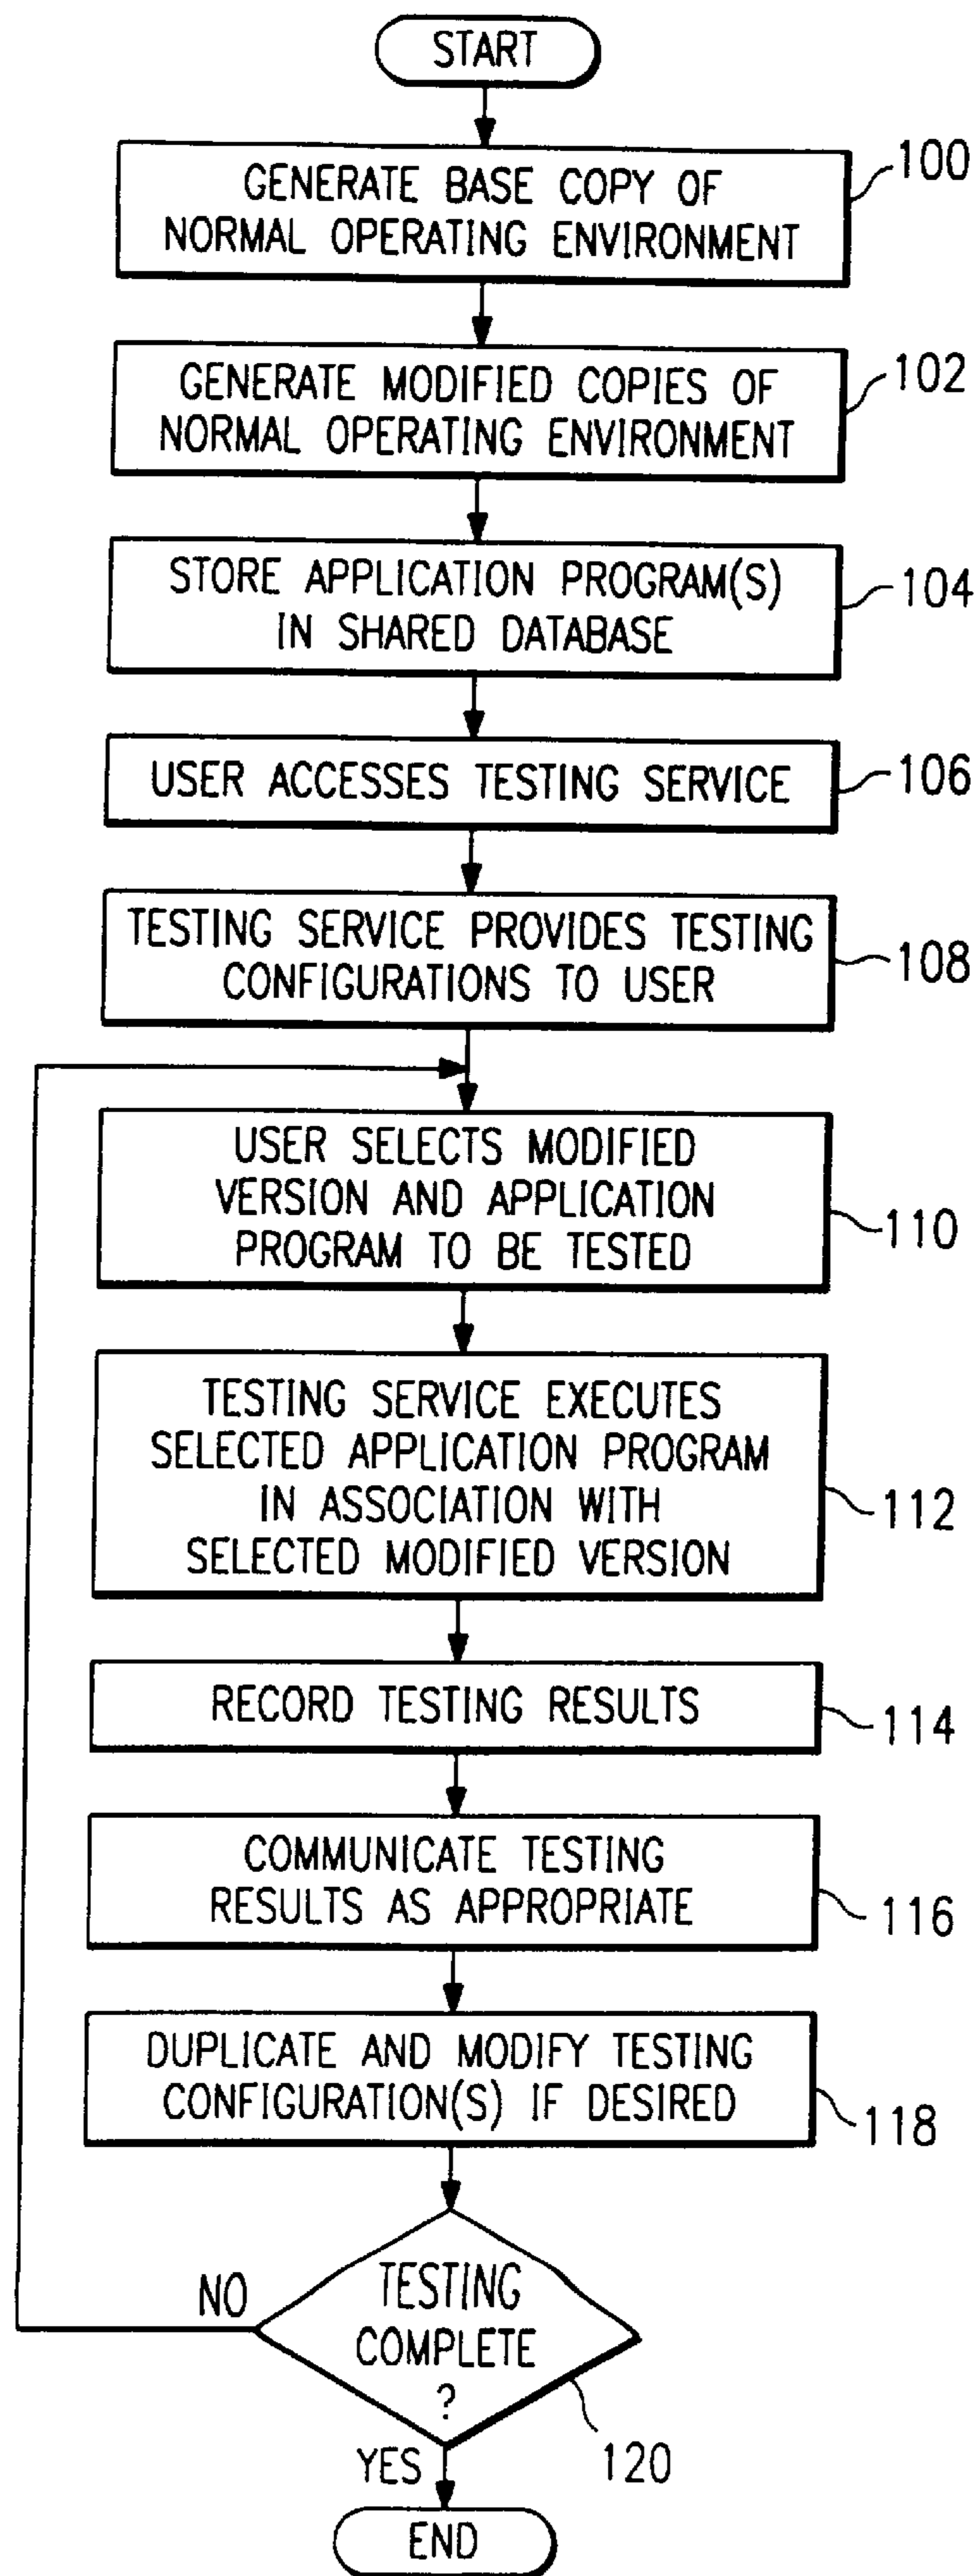 START
GENERATE BASE COPY OF
NORMAL OPERATING ENVIRONMENT
100
GENERATE MODIFIED COPIES OF
NORMAL OPERATING ENVIRONMENT
102
STORE APPLICATION PROGRAM(S)
IN SHARED DATABASE
104
USER ACCESSES TESTING SERVICE
106
TESTING SERVICE PROVIDES TESTING
CONFIGURATIONS TO USER
108
USER SELECTS MODIFIED
VERSION AND APPLICATION
PROGRAM TO BE TESTED
110
TESTING SERVICE EXECUTES
SELECTED APPLICATION PROGRAM
IN ASSOCIATION WITH
SELECTED MODIFIED VERSION
112
RECORD TESTING RESULTS
114
COMMUNICATE TESTING
RESULTS AS APPROPRIATE
116
DUPLICATE AND MODIFY TESTING
CONFIGURATION(S) IF DESIRED
118
NO
TESTING
COMPLETE
?
120
YES
END